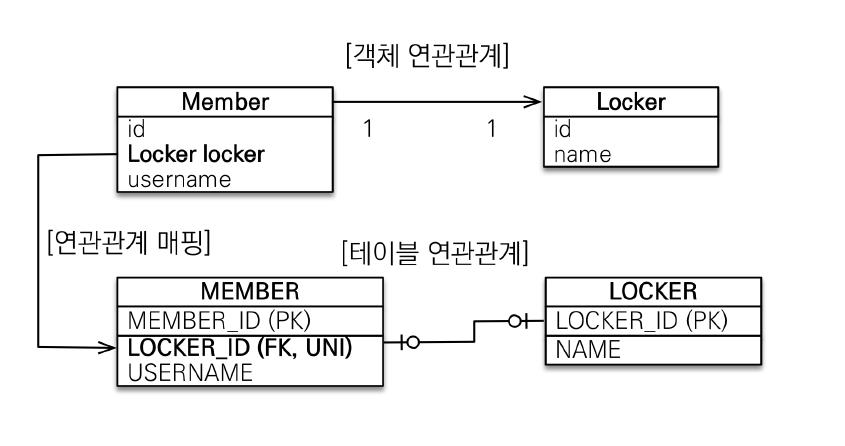 [객체 연관관계]
Member
id
Locker locker
username
1
1
Locker
id
name
[연관관계 매핑]
[테이블 연관관계]
MEMBER
MEMBER_ID (PK)
LOCKER_ID (FK, UNI)
USERNAME
LOCKER
LOCKER_ID (PK)
NAME